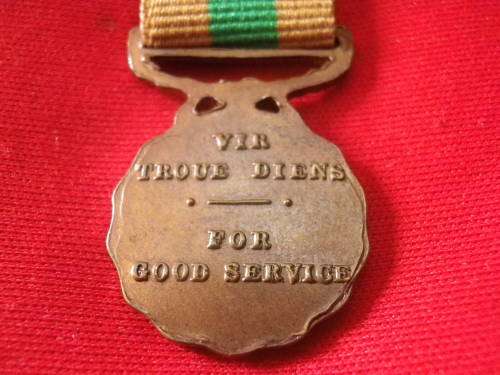 VIR
TROUE DIENS
FOR
GOOD SERVICE